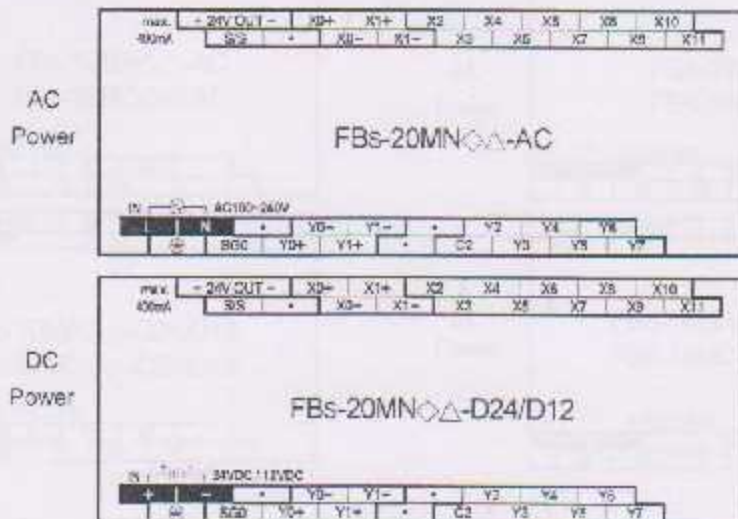 max. + 24V OUT - X0+ X1+ X2 X4 X6 X8 X10
400mA S/S • X0- X1- X3 X5 X7 X9 X11
AC
Power
FBs-20MN◇△-AC
IN AC100~240V
N • Y0- Y1- • Y2 Y4 Y6
SG0 Y0+ Y1+ • C2 Y3 Y5 Y7
max. + 24V OUT - X0+ X1+ X2 X4 X6 X8 X10
400mA S/S • X0- X1- X3 X5 X7 X9 X11
DC
Power
FBs-20MN◇△-D24/D12
IN 24VDC / 12VDC
+ - • Y0- Y1- • Y2 Y4 Y6
SG0 Y0+ Y1+ • C2 Y3 Y5 Y7